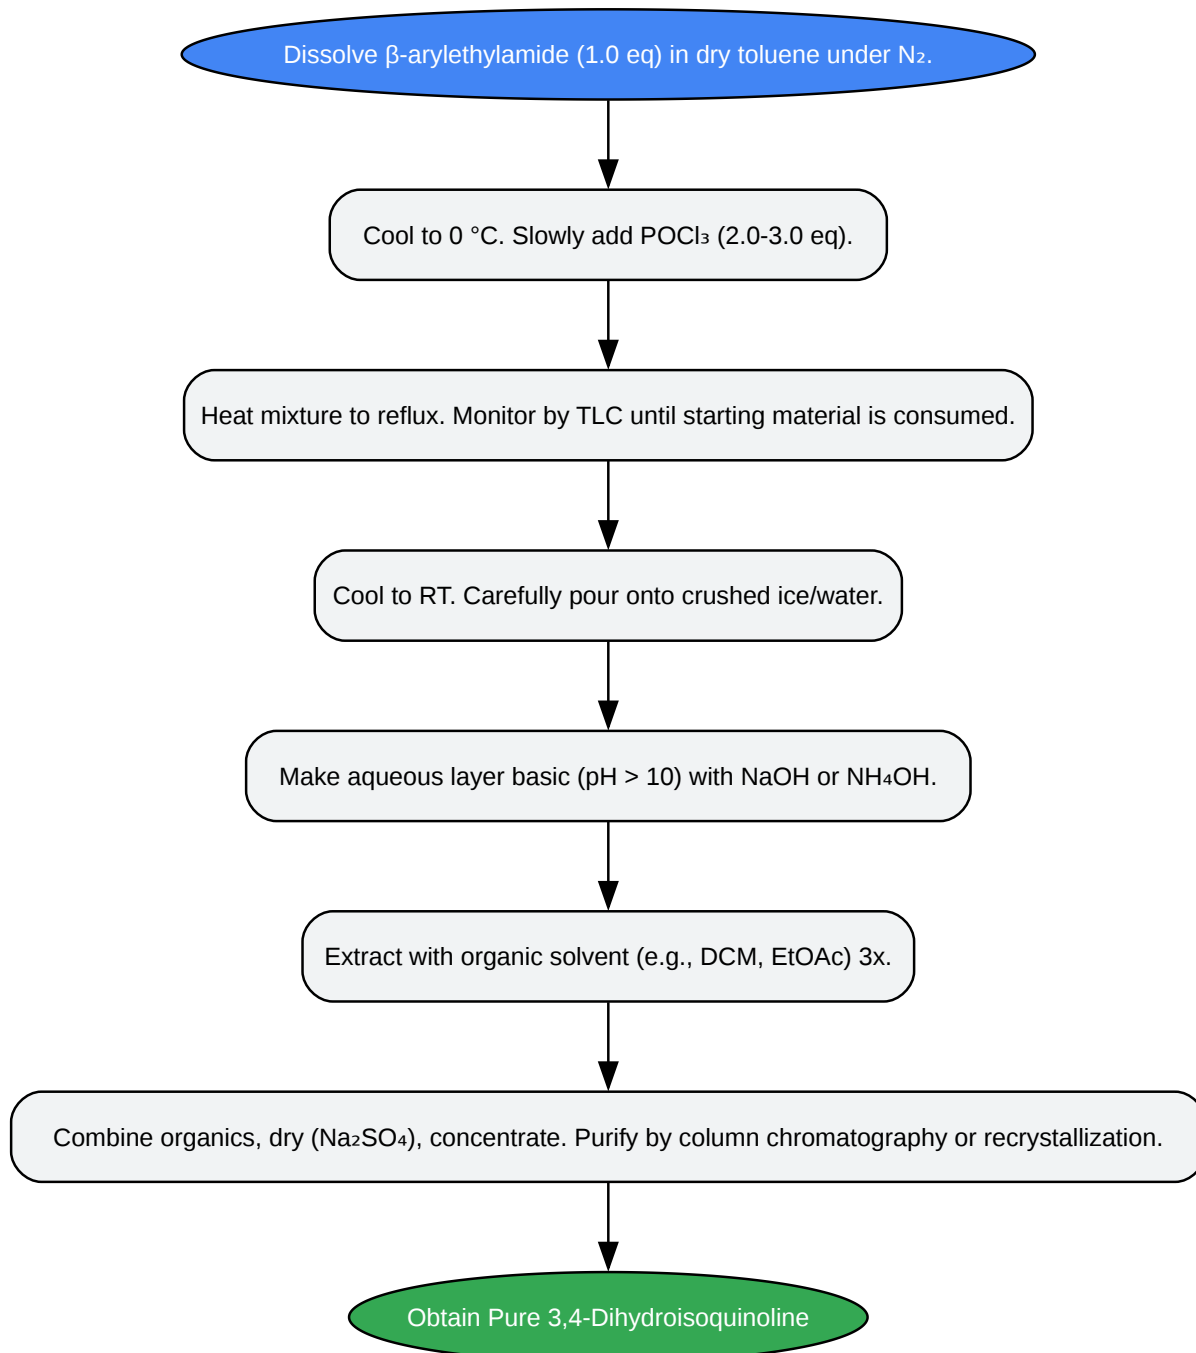 Dissolve β-arylethylamide (1.0 eq) in dry toluene under N₂.
Cool to 0 °C. Slowly add POCl₃ (2.0-3.0 eq).
Heat mixture to reflux. Monitor by TLC until starting material is consumed.
Cool to RT. Carefully pour onto crushed ice/water.
Make aqueous layer basic (pH > 10) with NaOH or NH₄OH.
Extract with organic solvent (e.g., DCM, EtOAc) 3x.
Combine organics, dry (Na₂SO₄), concentrate. Purify by column chromatography or recrystallization.
Obtain Pure 3,4-Dihydroisoquinoline